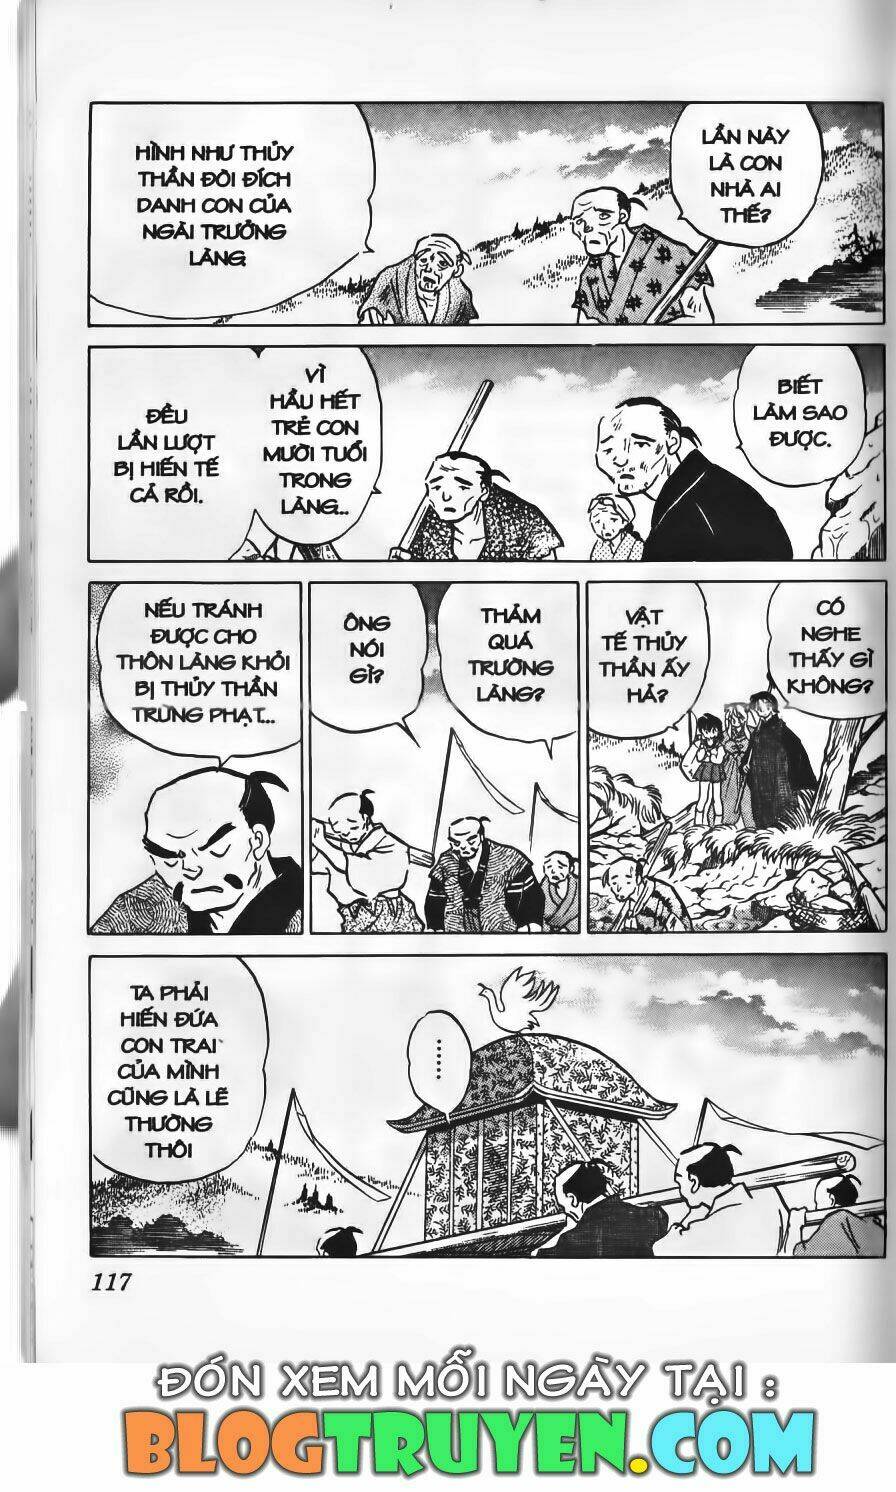 LẦN NÀY
LÀ CON
NHÀ AI
THẾ?
HÌNH NHƯ THỦY
THẦN ĐÒI ĐÍCH
DANH CON CỦA
NGÀI TRƯỞNG
LÀNG.
BIẾT
LÀM SAO
ĐƯỢC.
VÌ
HẦU HẾT
TRẺ CON
MƯỜI TUỔI
TRONG
LÀNG...
ĐỀU
LẦN LƯỢT
BỊ HIẾN TẾ
CẢ RỒI.
CÓ
NGHE
THẤY GÌ
KHÔNG?
VẬT
TẾ THỦY
THẦN ẤY
HẢ?
THẢM
QUÁ
TRƯỞNG
LÀNG?
ÔNG
NÓI
GÌ?
NẾU TRÁNH
ĐƯỢC CHO
THÔN LÀNG KHỎI
BỊ THỦY THẦN
TRỪNG PHẠT...
......
TA PHẢI
HIẾN ĐỨA
CON TRAI
CỦA MÌNH
CŨNG LÀ LẼ
THƯỜNG
THÔI
117
ĐÓN XEM MỖI NGÀY TẠI :
BLOGTRUYEN.COM